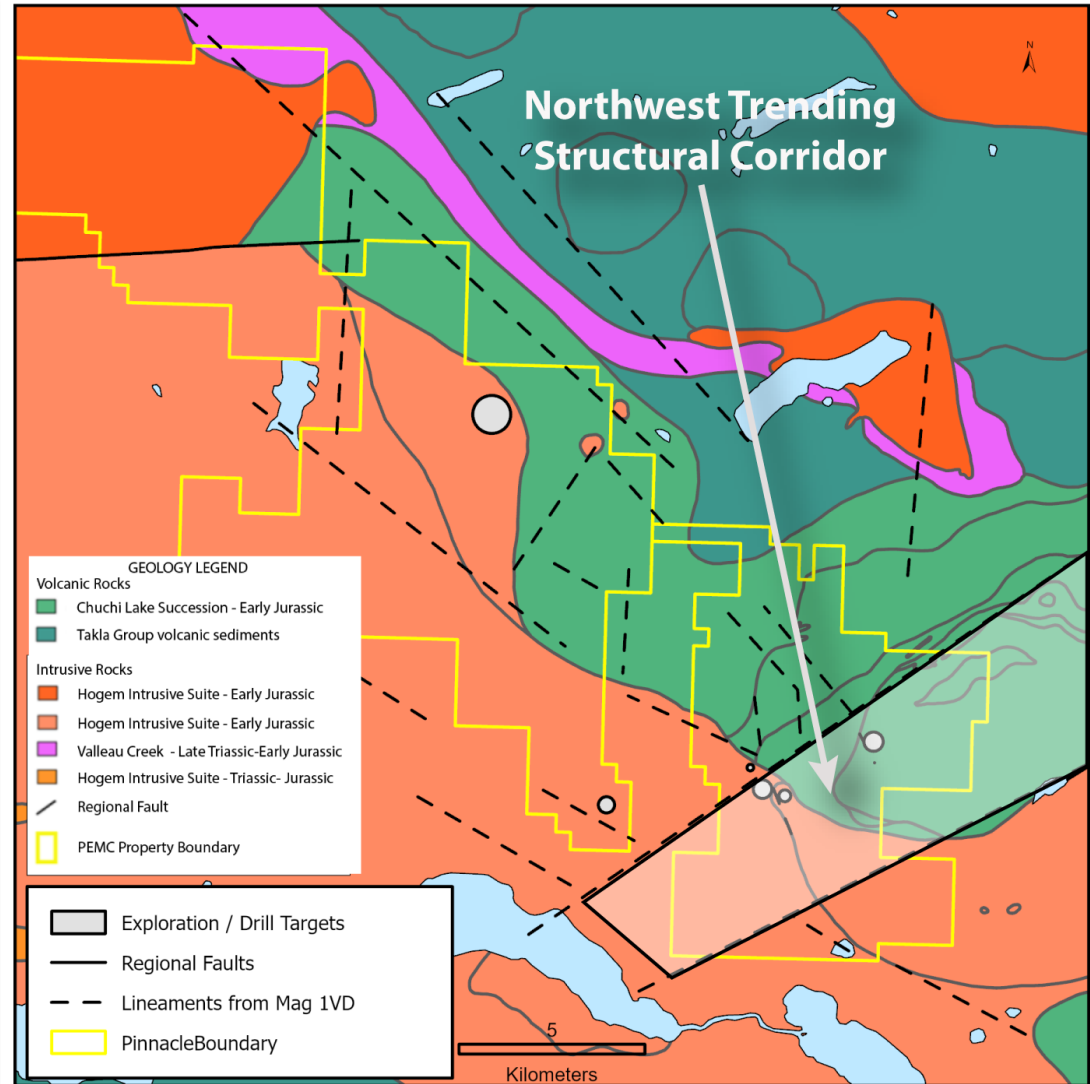 N
Northwest Trending
Structural Corridor
GEOLOGY LEGEND
Volcanic Rocks
Chuchi Lake Succession - Early Jurassic
Takla Group volcanic sediments
Intrusive Rocks
Hogem Intrusive Suite - Early Jurassic
Hogem Intrusive Suite - Early Jurassic
Valleau Creek - Late Triassic-Early Jurassic
Hogem Intrusive Suite - Triassic- Jurassic
Regional Fault
PEMC Property Boundary
Exploration / Drill Targets
Regional Faults
Lineaments from Mag 1VD
PinnacleBoundary
5
Kilometers